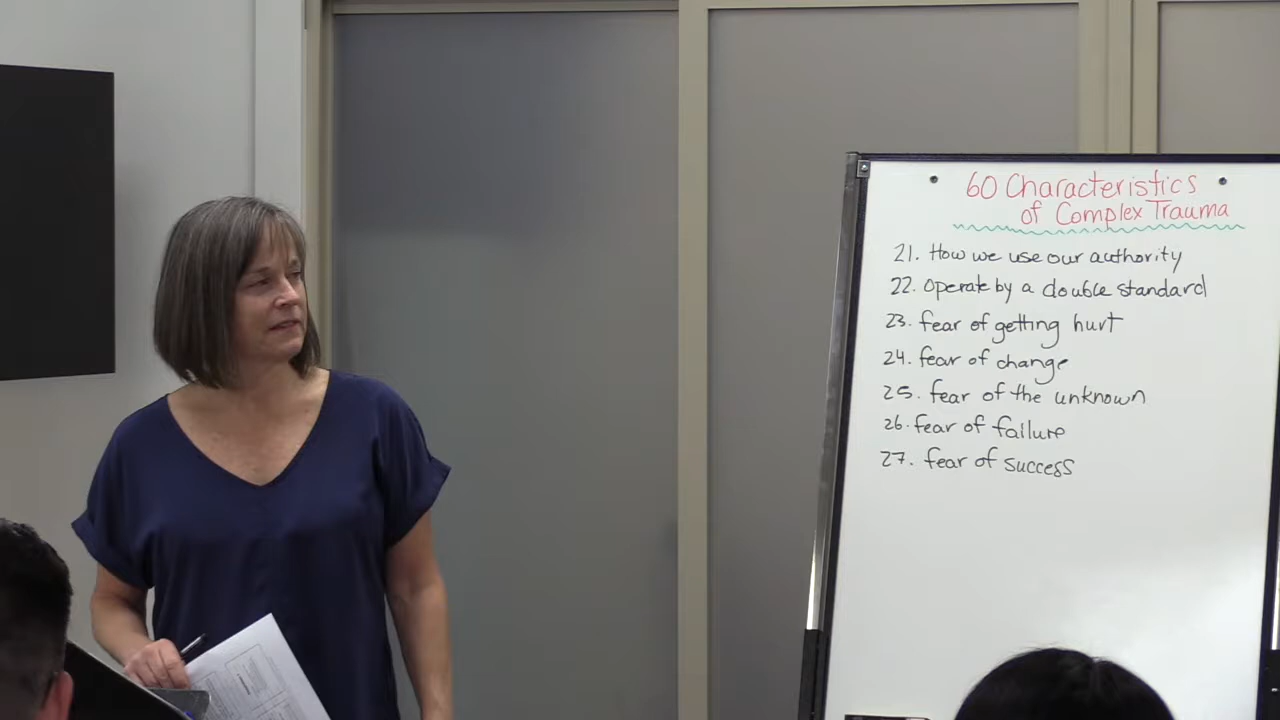 60 Characteristics
of Complex Trauma
21. How we use our authority
22. operate by a double standard
23. fear of getting hurt
24. fear of change
25. fear of the unknown
26. fear of failure
27. fear of success